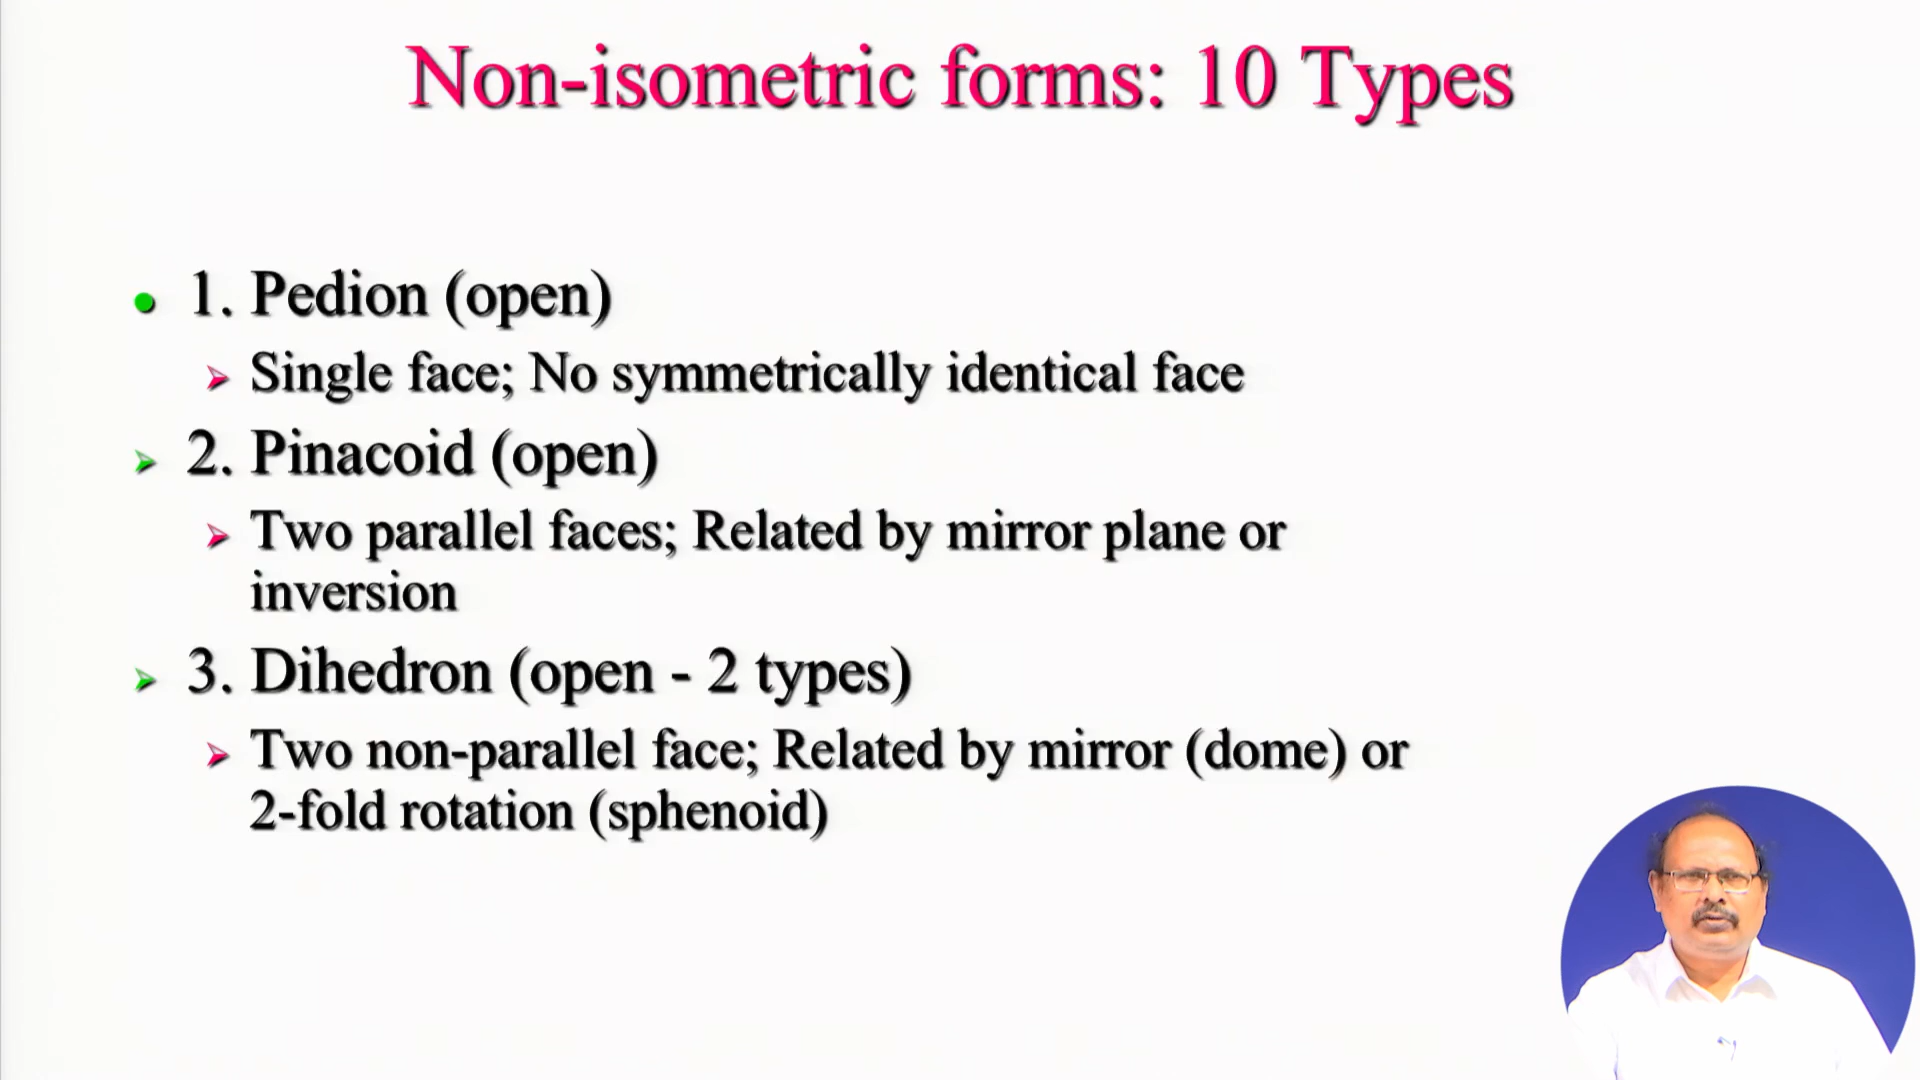 Non-isometric forms: 10 Types
1. Pedion (open)
Single face; No symmetrically identical face
2. Pinacoid (open)
Two parallel faces; Related by mirror plane or
inversion
3. Dihedron (open - 2 types)
Two non-parallel face; Related by mirror (dome) or
2-fold rotation (sphenoid)